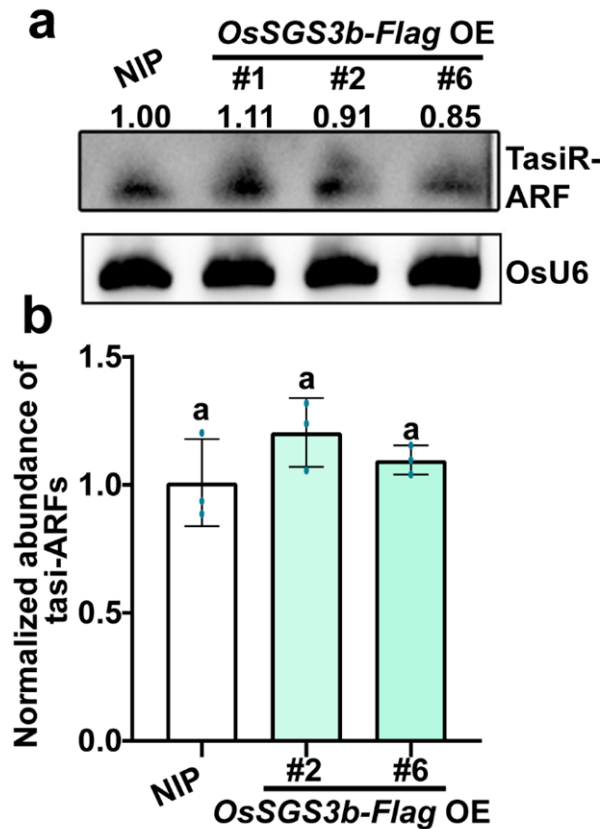 a
OsSGS3b-Flag OE
NIP #1 #2 #6
1.00 1.11 0.91 0.85
TasiR-
ARF
OsU6
b
Normalized abundance of
tasi-ARFs
1.5
1.0
0.5
0.0
a a a
NIP #2 #6
OsSGS3b-Flag OE